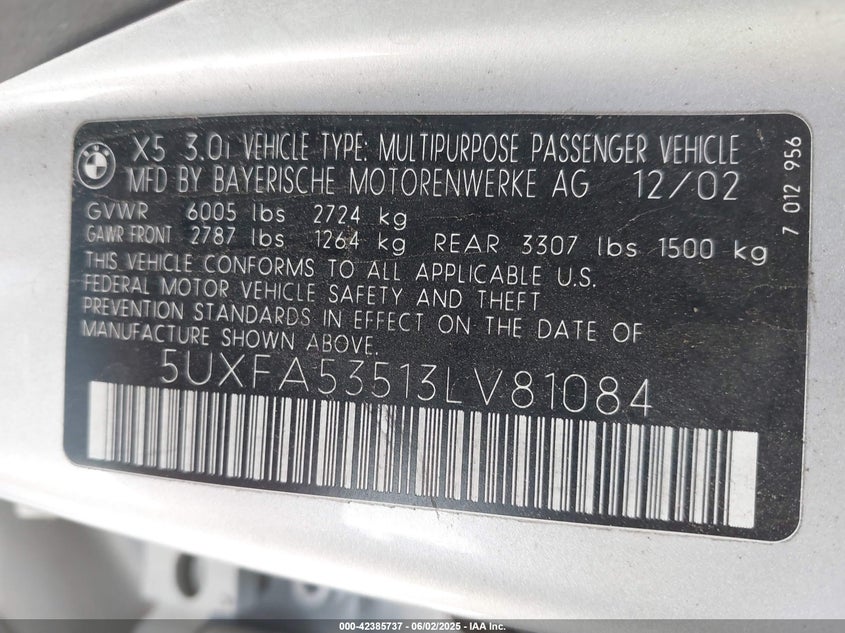 X5 3.0i VEHICLE TYPE: MULTIPURPOSE PASSENGER VEHICLE
MFD BY BAYERISCHE MOTORENWERKE AG 12/02
GVWR 6005 lbs 2724 kg
GAWR FRONT 2787 lbs 1264 kg REAR 3307 lbs 1500 kg
THIS VEHICLE CONFORMS TO ALL APPLICABLE U.S.
FEDERAL MOTOR VEHICLE SAFETY AND THEFT
PREVENTION STANDARDS IN EFFECT ON THE DATE OF
MANUFACTURE SHOWN ABOVE.
5UXFA53513LV81084
7 012 956
000-42385737 - 06/02/2025 - IAA Inc.